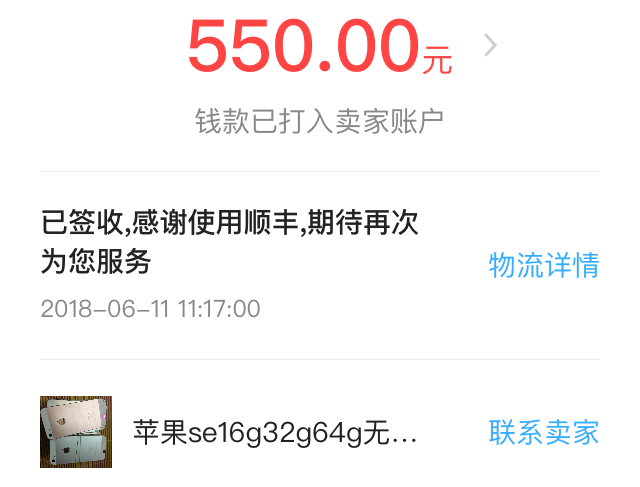 550.00元
钱款已打入卖家账户
已签收,感谢使用顺丰,期待再次
为您服务
物流详情
2018-06-11 11:17:00
苹果se16g32g64g无...
联系卖家